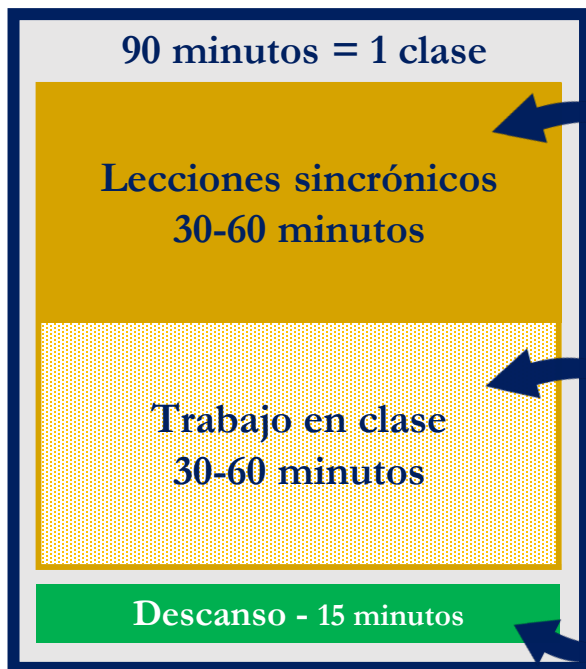 90 minutos = 1 clase
Lecciones sincrónicos
30-60 minutos
Trabajo en clase
30-60 minutos
Descanso - 15 minutos